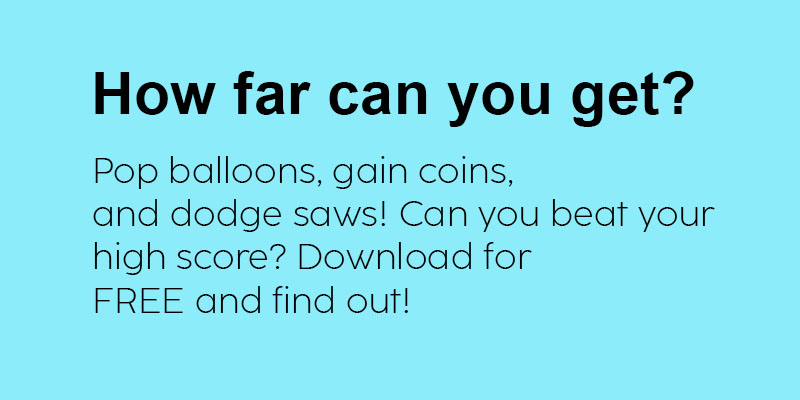 How far can you get?
Pop balloons, gain coins,
and dodge saws! Can you beat your
high score? Download for
FREE and find out!